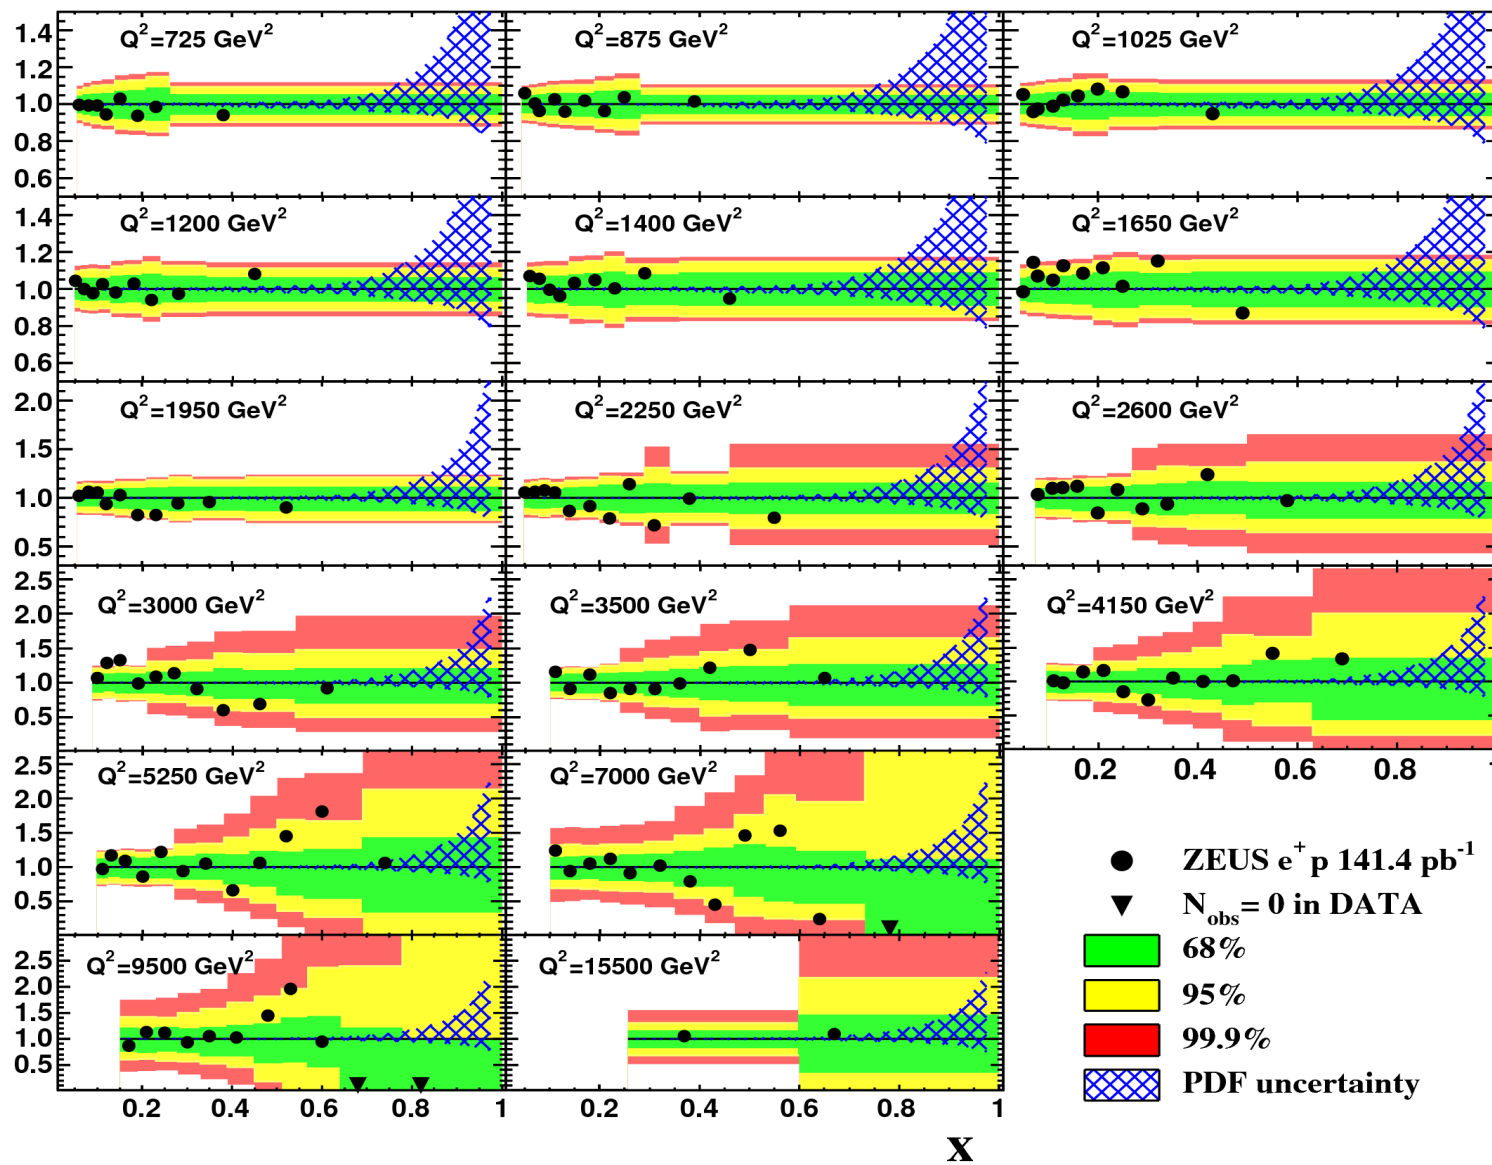 Q²=725 GeV² Q²=875 GeV² Q²=1025 GeV²
1.4
1.2
1.0
0.8
0.6
Q²=1200 GeV² Q²=1400 GeV² Q²=1650 GeV²
1.4
1.2
1.0
0.8
0.6
Q²=1950 GeV² Q²=2250 GeV² Q²=2600 GeV²
2.0
1.5
1.0
0.5
Q²=3000 GeV² Q²=3500 GeV² Q²=4150 GeV²
2.5
2.0
1.5
1.0
0.5
0.2 0.4 0.6 0.8
Q²=5250 GeV² Q²=7000 GeV²
2.5
2.0
1.5
1.0
0.5
Q²=9500 GeV² Q²=15500 GeV²
2.5
2.0
1.5
1.0
0.5
0.2 0.4 0.6 0.8 1 0.2 0.4 0.6 0.8 1
x
ZEUS e⁺p 141.4 pb⁻¹
N_obs = 0 in DATA
68%
95%
99.9%
PDF uncertainty